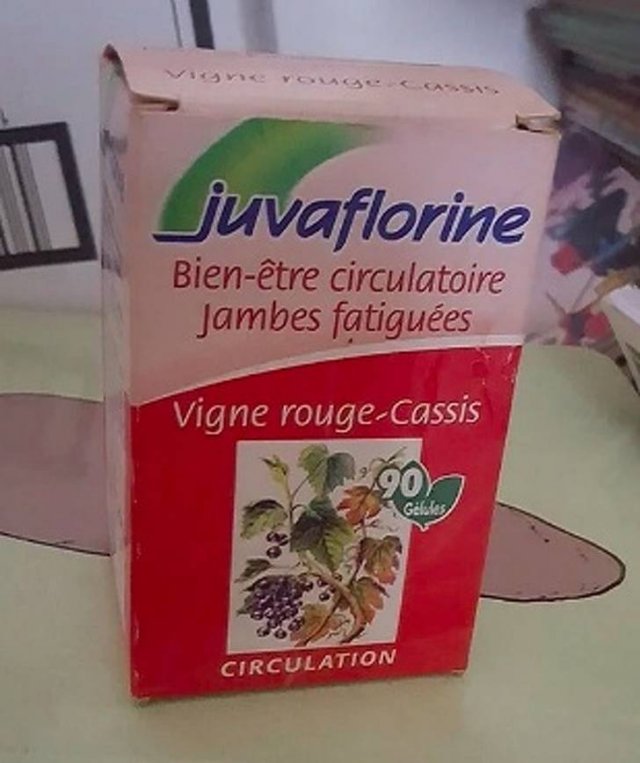 Vigne rouge-Cassis
juvaflorine
Bien-être circulatoire
Jambes fatiguées
Vigne rouge-Cassis
90
Gélules
CIRCULATION